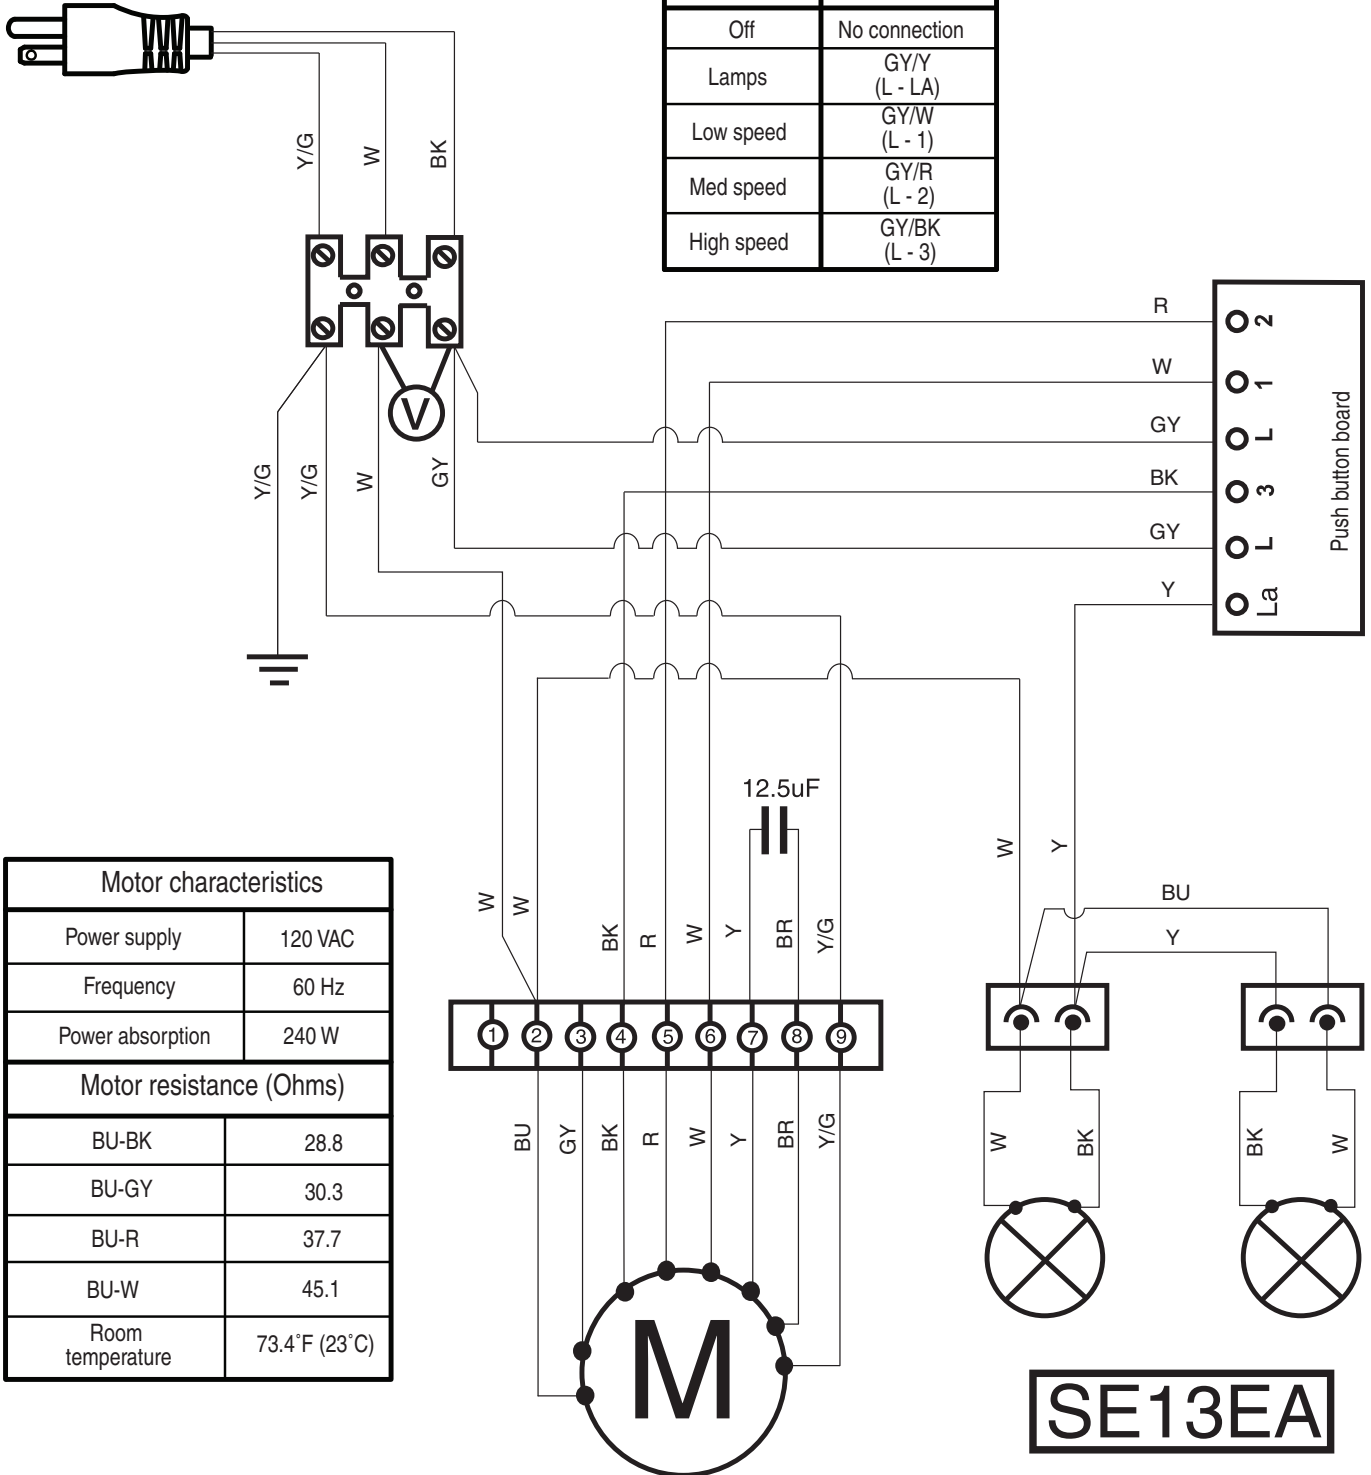 Off No connection
Lamps GY/Y
(L - LA)
Low speed GY/W
(L - 1)
Med speed GY/R
(L - 2)
High speed GY/BK
(L - 3)
Y/G W BK
V
Y/G Y/G W GY
R 2
W 1
GY L
BK 3
GY L
Y La
Push button board
12.5uF
W W BK R W Y BR Y/G
W Y
BU
Y
1 2 3 4 5 6 7 8 9
BU GY BK R W Y BR Y/G
W BK BK W
M
Motor characteristics
Power supply 120 VAC
Frequency 60 Hz
Power absorption 240 W
Motor resistance (Ohms)
BU-BK 28.8
BU-GY 30.3
BU-R 37.7
BU-W 45.1
Room
temperature 73.4˚F (23˚C)
SE13EA